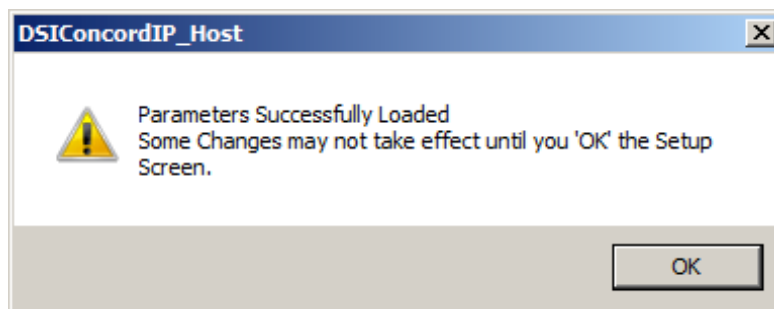 DSIConcordIP_Host
Parameters Successfully Loaded
Some Changes may not take effect until you 'OK' the Setup
Screen.
OK